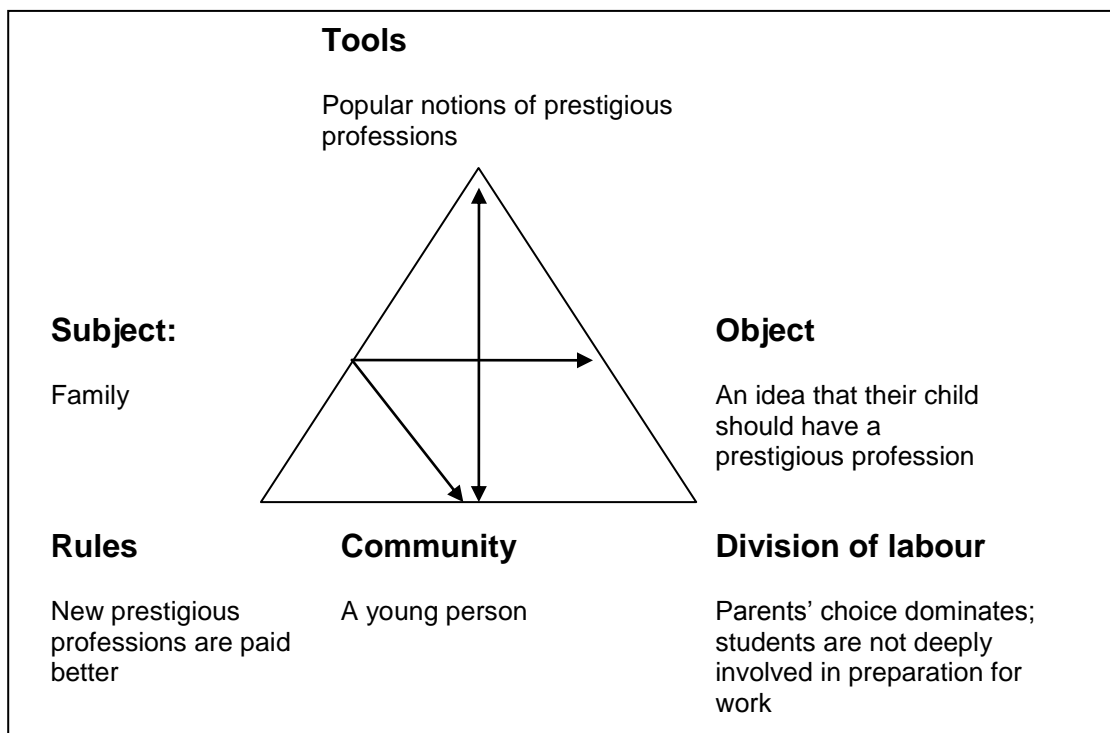 Tools
Popular notions of prestigious
professions
Subject:
Family
Object
An idea that their child
should have a
prestigious profession
Rules
New prestigious
professions are paid
better
Community
A young person
Division of labour
Parents’ choice dominates;
students are not deeply
involved in preparation for
work